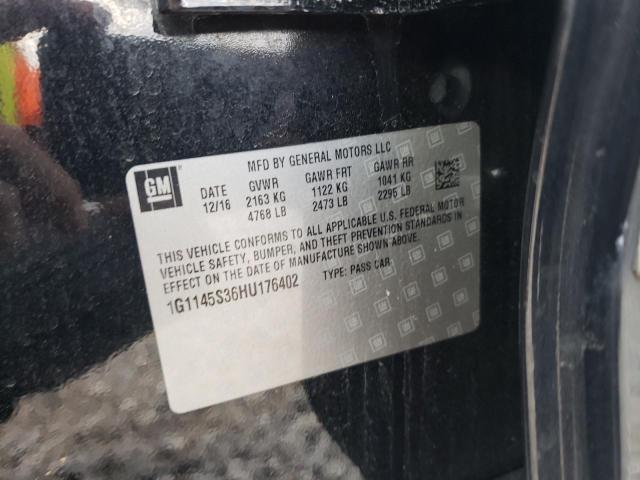 MFD BY GENERAL MOTORS LLC
GM
DATE GVWR GAWR FRT GAWR RR
12/16 2163 KG 1122 KG 1041 KG
4768 LB 2473 LB 2295 LB
THIS VEHICLE CONFORMS TO ALL APPLICABLE U.S. FEDERAL MOTOR
VEHICLE SAFETY, BUMPER, AND THEFT PREVENTION STANDARDS IN
EFFECT ON THE DATE OF MANUFACTURE SHOWN ABOVE.
1G1145S36HU176402 TYPE: PASS CAR